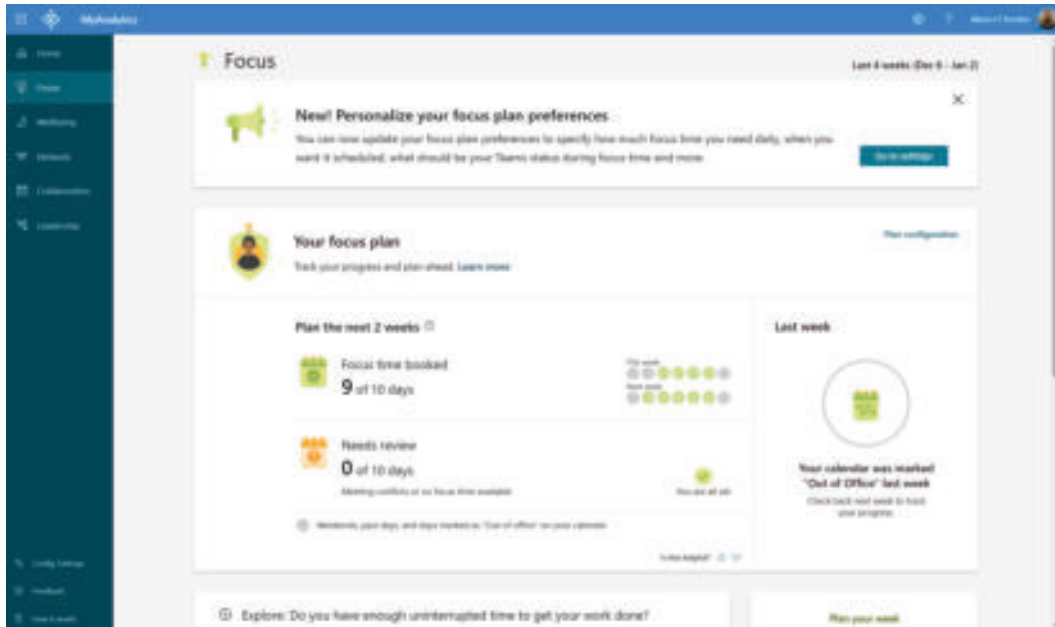 MyAnalytics
Home
Focus
Wellbeing
Network
Collaboration
Leadership
Focus
Last 4 weeks (Dec 6 - Jan 2)
New! Personalize your focus plan preferences
You can now update your focus plan preferences to specify how much focus time you need daily, when you
want it scheduled, what should be your Teams status during focus time and more.
Go to settings
Your focus plan
Plan configuration
Track your progress and plan ahead. Learn more
Plan the next 2 weeks
Last week
Focus time booked
9 of 10 days
This week
Next week
Needs review
0 of 10 days
Meeting conflicts or no focus time available
You are all set
Your calendar was marked
"Out of Office" last week
Check back next week to track
your progress.
Weekends, past days, and days marked as "Out of office" on your calendar
Is this helpful?
Config Settings
Feedback
Explore: Do you have enough uninterrupted time to get your work done?
Plan your week